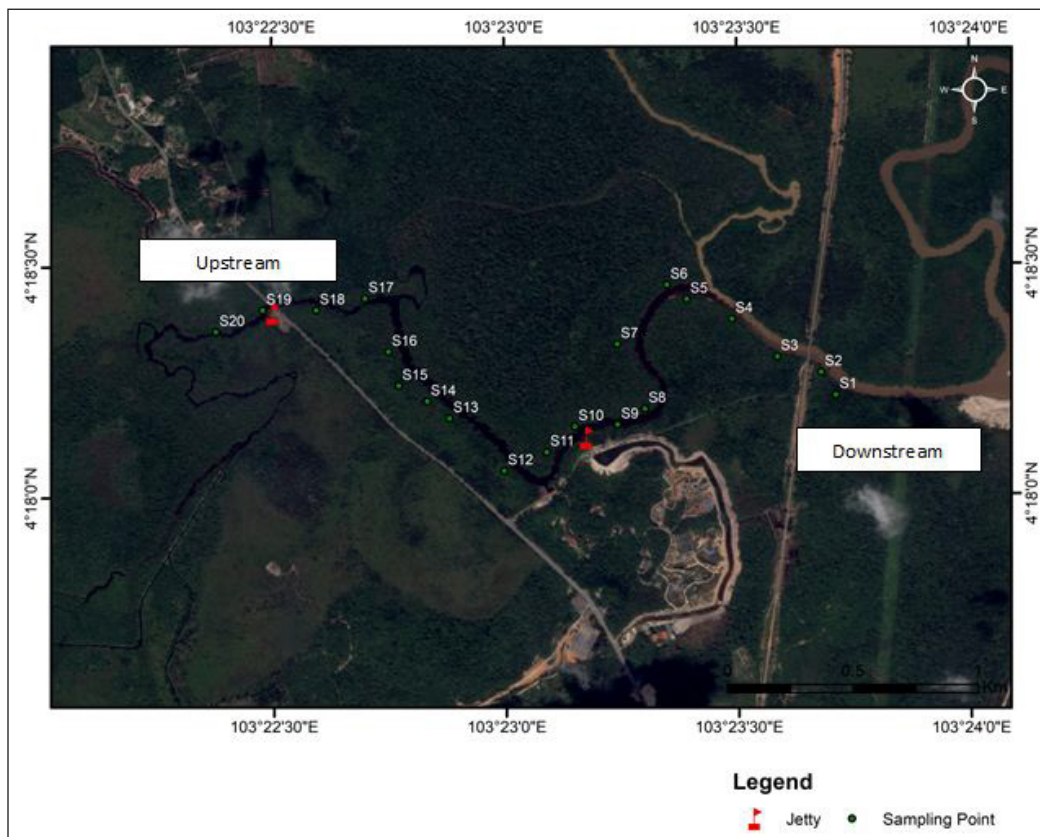 103°22'30"E 103°23'0"E 103°23'30"E 103°24'0"E
N
W E
S
4°18'30"N 4°18'30"N
Upstream
S6
S5
S17
S19 S18
S4
S20
S7
S3
S16
S2
S15
S1
S14
S8
S13
S10 S9
S11
Downstream
S12
4°18'0"N 4°18'0"N
0 0.5 1
Km
103°22'30"E 103°23'0"E 103°23'30"E 103°24'0"E
Legend
Jetty Sampling Point